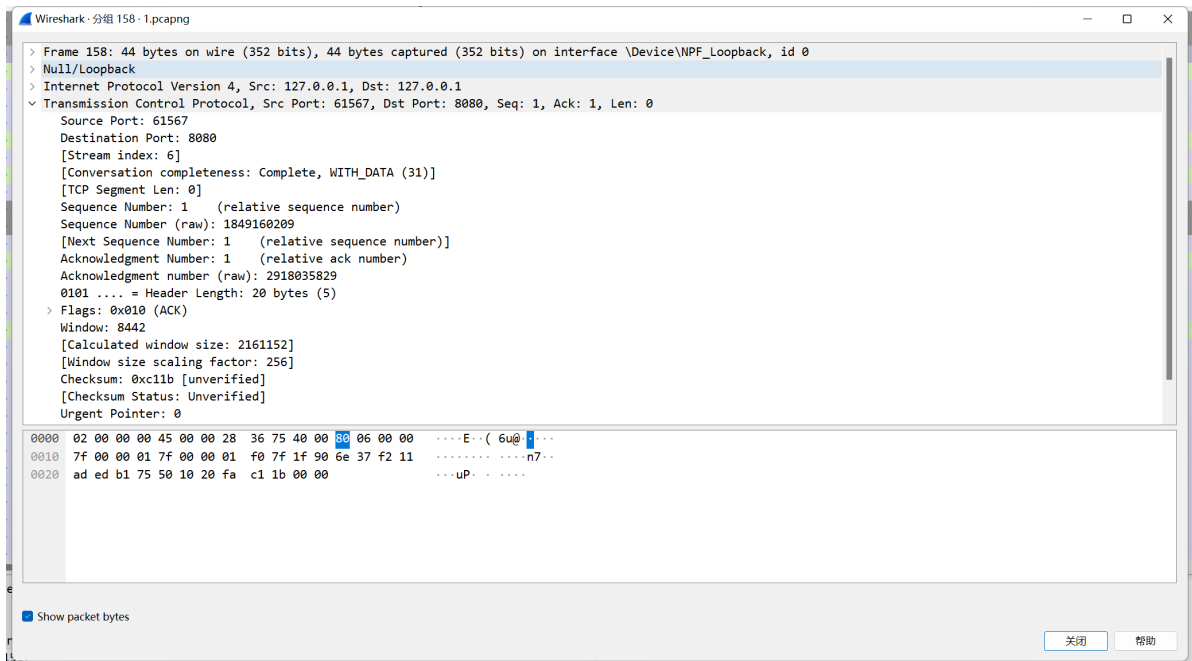 Wireshark · 分组 158 · 1.pcapng
Frame 158: 44 bytes on wire (352 bits), 44 bytes captured (352 bits) on interface \Device\NPF_Loopback, id 0
Null/Loopback
Internet Protocol Version 4, Src: 127.0.0.1, Dst: 127.0.0.1
Transmission Control Protocol, Src Port: 61567, Dst Port: 8080, Seq: 1, Ack: 1, Len: 0
Source Port: 61567
Destination Port: 8080
[Stream index: 6]
[Conversation completeness: Complete, WITH_DATA (31)]
[TCP Segment Len: 0]
Sequence Number: 1    (relative sequence number)
Sequence Number (raw): 1849160209
[Next Sequence Number: 1    (relative sequence number)]
Acknowledgment Number: 1    (relative ack number)
Acknowledgment number (raw): 2918035829
0101 .... = Header Length: 20 bytes (5)
Flags: 0x010 (ACK)
Window: 8442
[Calculated window size: 2161152]
[Window size scaling factor: 256]
Checksum: 0xc11b [unverified]
[Checksum Status: Unverified]
Urgent Pointer: 0
0000  02 00 00 00 45 00 00 28  36 75 40 00 80 06 00 00   ····E··( 6u@·····
0010  7f 00 00 01 7f 00 00 01  f0 7f 1f 90 6e 37 f2 11   ········ ····n7··
0020  ad ed b1 75 50 10 20 fa  c1 1b 00 00   ···uP· · ····
Show packet bytes
关闭 帮助